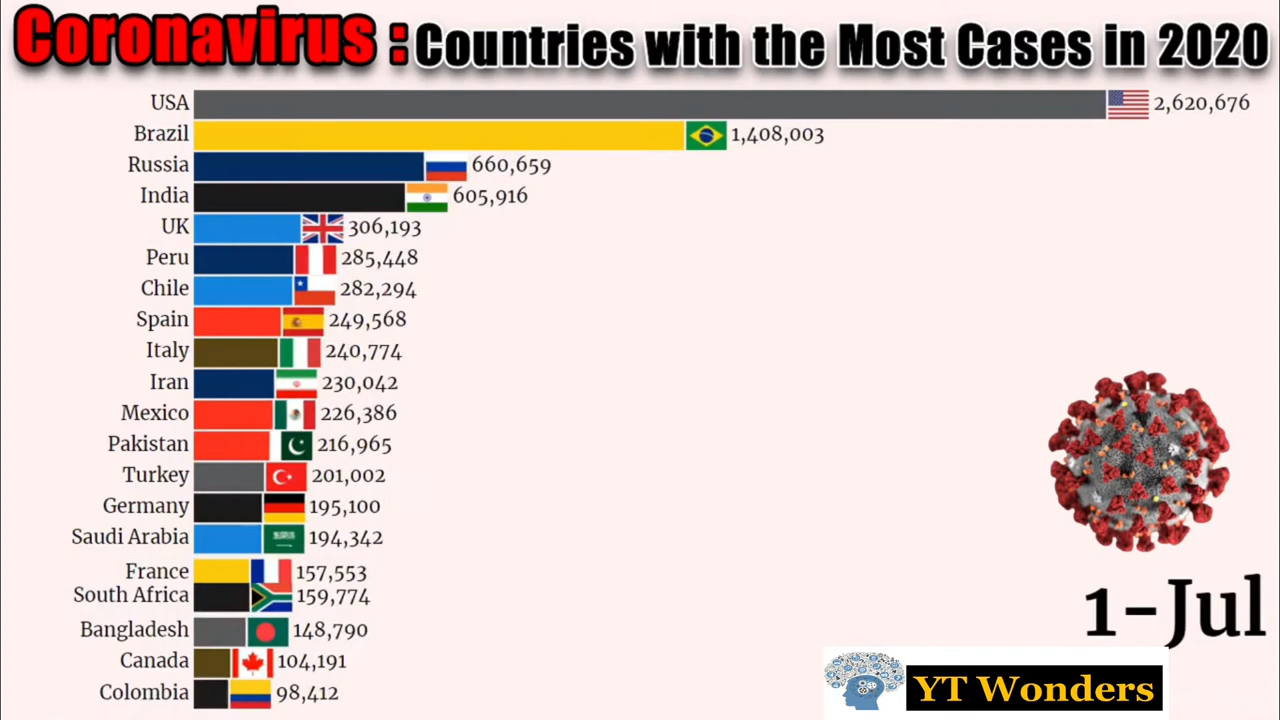 Coronavirus : Countries with the Most Cases in 2020
USA 2,620,676
Brazil 1,408,003
Russia 660,659
India 605,916
UK 306,193
Peru 285,448
Chile 282,294
Spain 249,568
Italy 240,774
Iran 230,042
Mexico 226,386
Pakistan 216,965
Turkey 201,002
Germany 195,100
Saudi Arabia 194,342
France 157,553
South Africa 159,774
Bangladesh 148,790
Canada 104,191
Colombia 98,412
1-Jul
YT Wonders